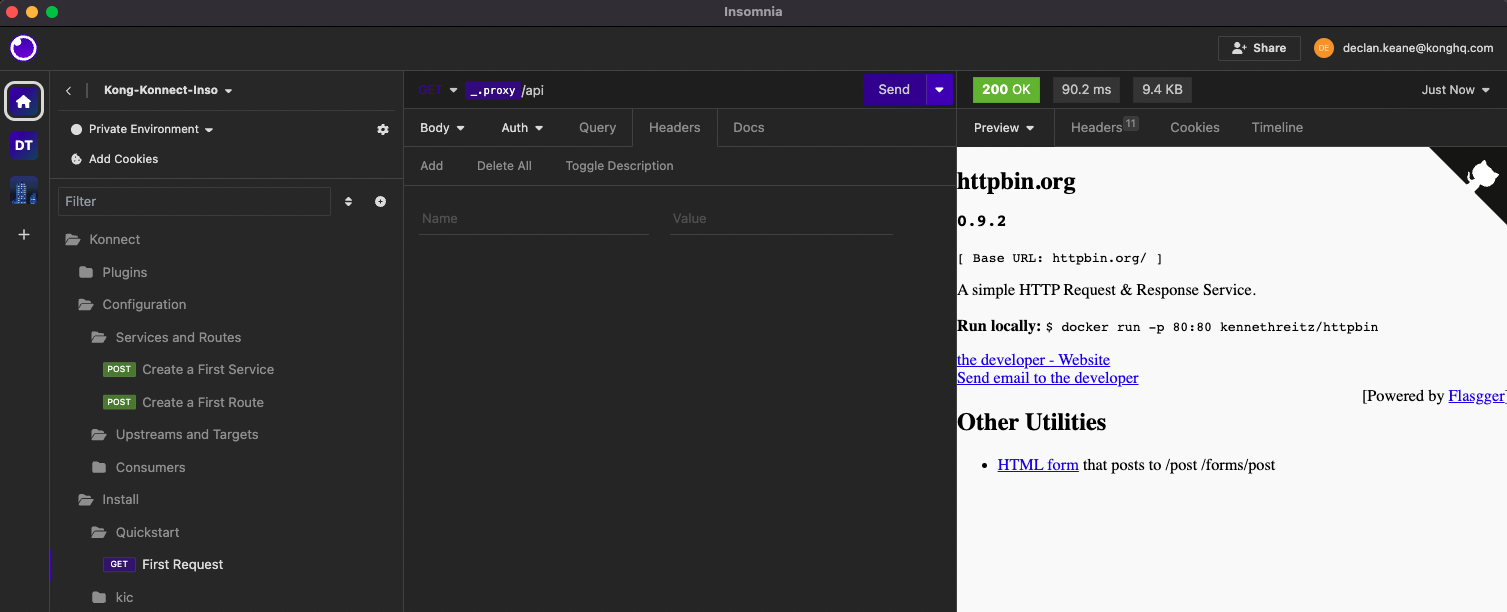 Insomnia
Share
DE
declan.keane@konghq.com
DT
Kong-Konnect-Inso
Private Environment
Add Cookies
Filter
Konnect
Plugins
Configuration
Services and Routes
POST Create a First Service
POST Create a First Route
Upstreams and Targets
Consumers
Install
Quickstart
GET First Request
kic
GET _.proxy /api
Send
Body Auth Query Headers Docs
Add Delete All Toggle Description
Name Value
200 OK 90.2 ms 9.4 KB Just Now
Preview Headers 11 Cookies Timeline
httpbin.org
0.9.2
[ Base URL: httpbin.org/ ]
A simple HTTP Request & Response Service.
Run locally: $ docker run -p 80:80 kennethreitz/httpbin
the developer - Website
Send email to the developer
[Powered by Flasgger]
Other Utilities
• HTML form that posts to /post /forms/post